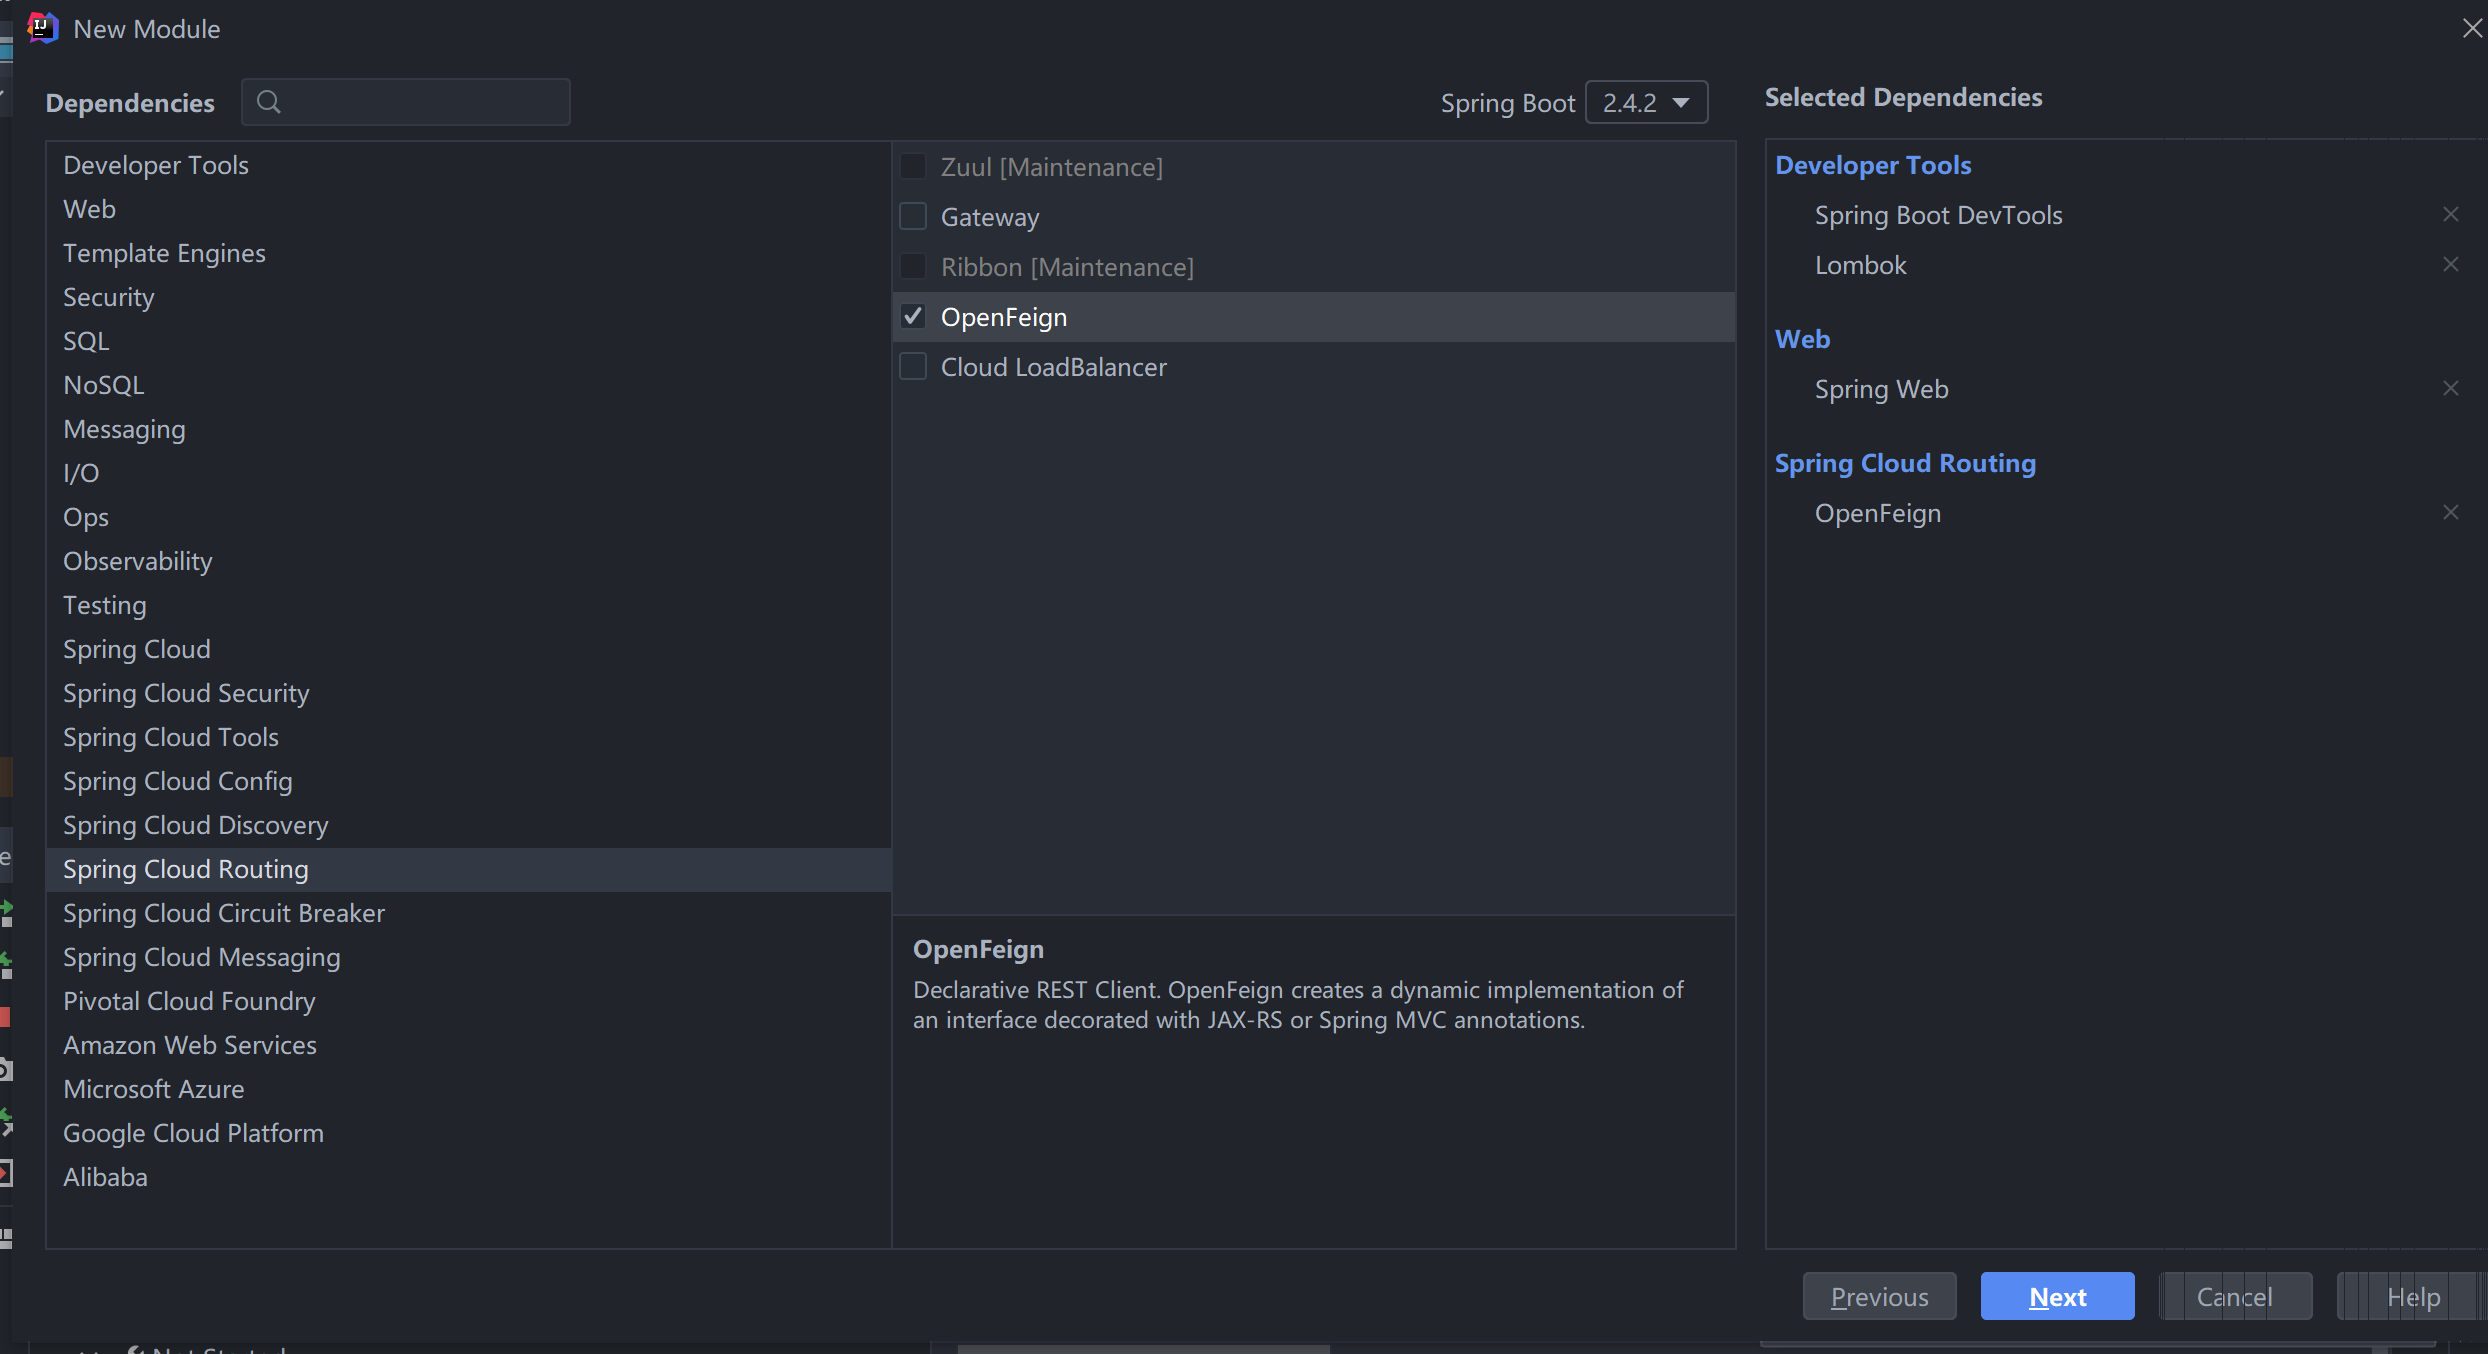 New Module
Dependencies
Spring Boot 2.4.2
Selected Dependencies
Developer Tools
Web
Template Engines
Security
SQL
NoSQL
Messaging
I/O
Ops
Observability
Testing
Spring Cloud
Spring Cloud Security
Spring Cloud Tools
Spring Cloud Config
Spring Cloud Discovery
Spring Cloud Routing
Spring Cloud Circuit Breaker
Spring Cloud Messaging
Pivotal Cloud Foundry
Amazon Web Services
Microsoft Azure
Google Cloud Platform
Alibaba
Zuul [Maintenance]
Gateway
Ribbon [Maintenance]
OpenFeign
Cloud LoadBalancer
OpenFeign
Declarative REST Client. OpenFeign creates a dynamic implementation of
an interface decorated with JAX-RS or Spring MVC annotations.
Developer Tools
Spring Boot DevTools
Lombok
Web
Spring Web
Spring Cloud Routing
OpenFeign
Previous
Next
Cancel
Help